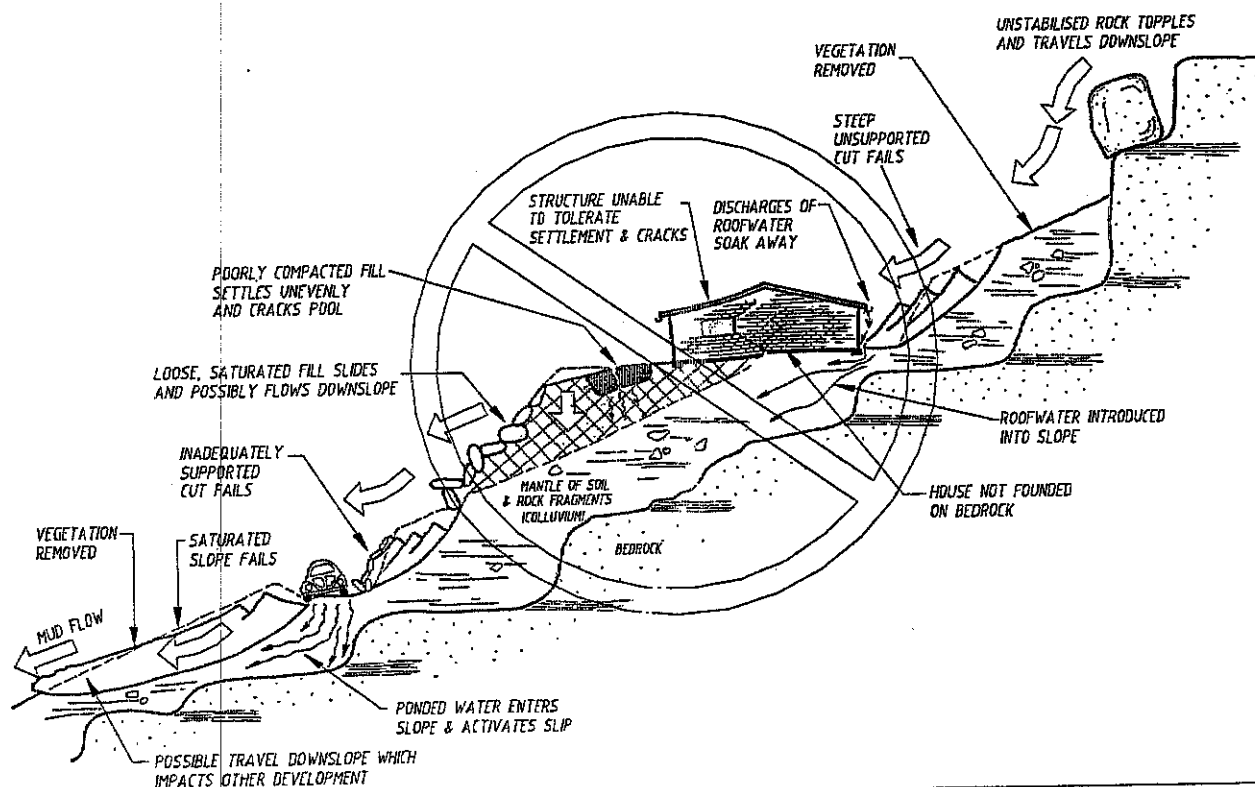 UNSTABILISED ROCK TOPPLES
AND TRAVELS DOWNSLOPE
VEGETATION
REMOVED
STEEP
UNSUPPORTED
CUT FAILS
STRUCTURE UNABLE
TO TOLERATE
SETTLEMENT & CRACKS
DISCHARGES OF
ROOFWATER
SOAK AWAY
POORLY COMPACTED FILL
SETTLES UNEVENLY
AND CRACKS POOL
LOOSE, SATURATED FILL SLIDES
AND POSSIBLY FLOWS DOWNSLOPE
ROOFWATER INTRODUCED
INTO SLOPE
INADEQUATELY
SUPPORTED
CUT FAILS
MANTLE OF SOIL
& ROCK FRAGMENTS
(COLLUVIUM)
HOUSE NOT FOUNDED
ON BEDROCK
BEDROCK
VEGETATION
REMOVED
SATURATED
SLOPE FAILS
MUD FLOW
PONDED WATER ENTERS
SLOPE & ACTIVATES SLIP
POSSIBLE TRAVEL DOWNSLOPE WHICH
IMPACTS OTHER DEVELOPMENT